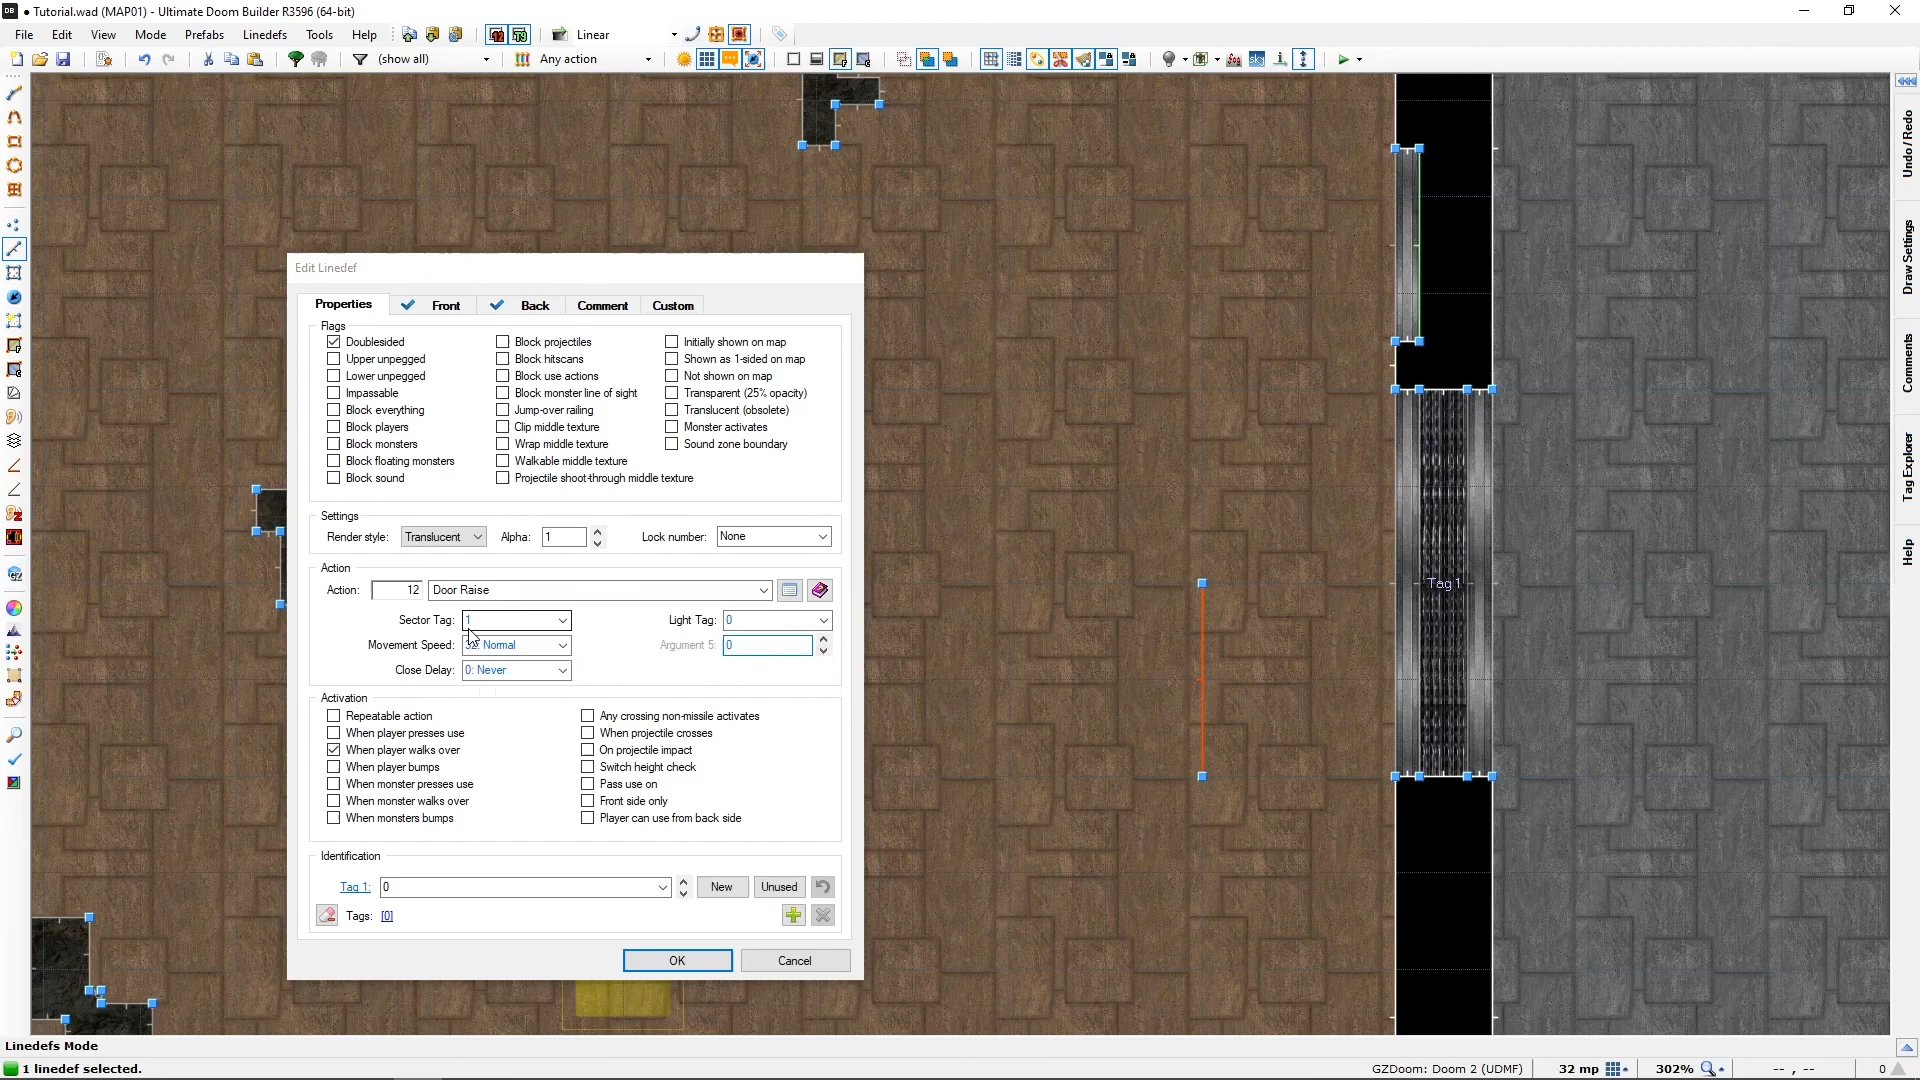 DB • Tutorial.wad (MAP01) - Ultimate Doom Builder R3596 (64-bit)
File Edit View Mode Prefabs Linedefs Tools Help Linear
(show all) Any action
Undo/Redo
Draw Settings
Comments
Tag Explorer
Help
Edit Linedef
Properties Front Back Comment Custom
Flags
Doublesided Block projectiles Initially shown on map
Upper unpegged Block hitscans Shown as 1-sided on map
Lower unpegged Block use actions Not shown on map
Impassable Block monster line of sight Transparent (25% opacity)
Block everything Jump-over railing Translucent (obsolete)
Block players Clip middle texture Monster activates
Block monsters Wrap middle texture Sound zone boundary
Block floating monsters Walkable middle texture
Block sound Projectile shoot-through middle texture
Settings
Render style: Translucent Alpha: 1 Lock number: None
Action
Action: 12 Door Raise
Sector Tag: 1 Light Tag: 0
Movement Speed: Normal Argument 5: 0
Close Delay: 0: Never
Activation
Repeatable action Any crossing non-missile activates
When player presses use When projectile crosses
When player walks over On projectile impact
When player bumps Switch height check
When monster presses use Pass use on
When monster walks over Front side only
When monsters bumps Player can use from back side
Identification
Tag 1: 0 New Unused
Tags: [0]
OK Cancel
Tag 1
Linedefs Mode
1 linedef selected. GZDoom: Doom 2 (UDMF) 32 mp 302% -- , -- 0